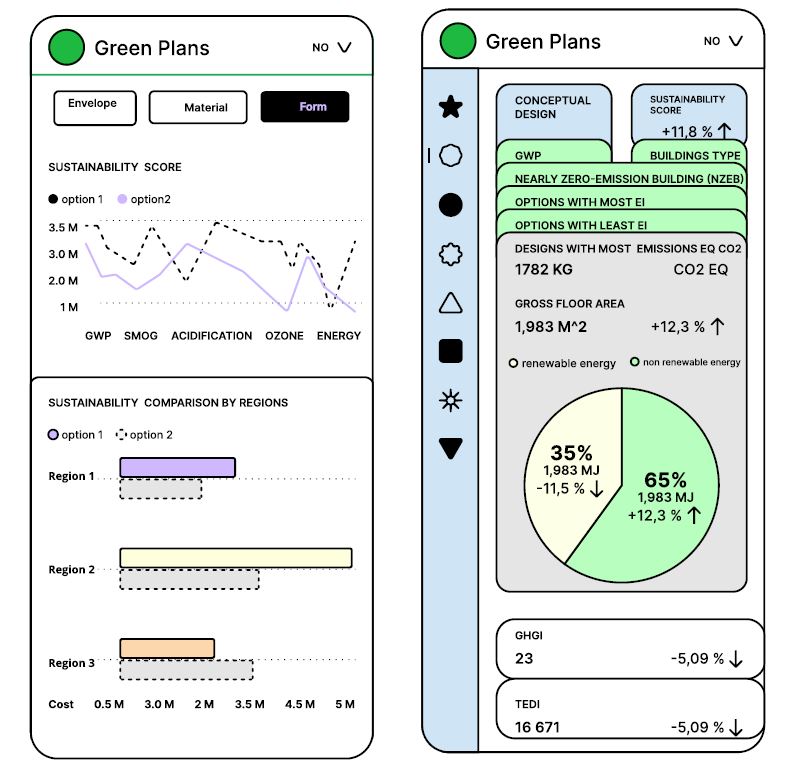 Green Plans
NO
Envelope
Material
Form
SUSTAINABILITY SCORE
option 1
option2
3.5 M
3.0 M
2.0 M
1 M
GWP SMOG ACIDIFICATION OZONE ENERGY
SUSTAINABILITY COMPARISON BY REGIONS
option 1
option 2
Region 1
Region 2
Region 3
Cost 0.5 M 3.0 M 2 M 3.5 M 4.5 M 5 M
Green Plans
NO
CONCEPTUAL
DESIGN
SUSTAINABILITY
SCORE
+11,8 %
GWP
BUILDINGS TYPE
NEARLY ZERO-EMISSION BUILDING (NZEB)
OPTIONS WITH MOST EI
OPTIONS WITH LEAST EI
DESIGNS WITH MOST EMISSIONS EQ CO2
1782 KG
CO2 EQ
GROSS FLOOR AREA
1,983 M^2
+12,3 %
renewable energy
non renewable energy
35%
1,983 MJ
-11,5 %
65%
1,983 MJ
+12,3 %
GHGI
23
-5,09 %
TEDI
16 671
-5,09 %